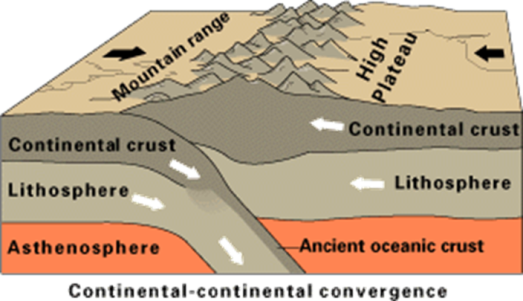 Mountain range
High
Plateau
Continental crust
Continental crust
Lithosphere
Lithosphere
Asthenosphere
Ancient oceanic crust
Continental-continental convergence